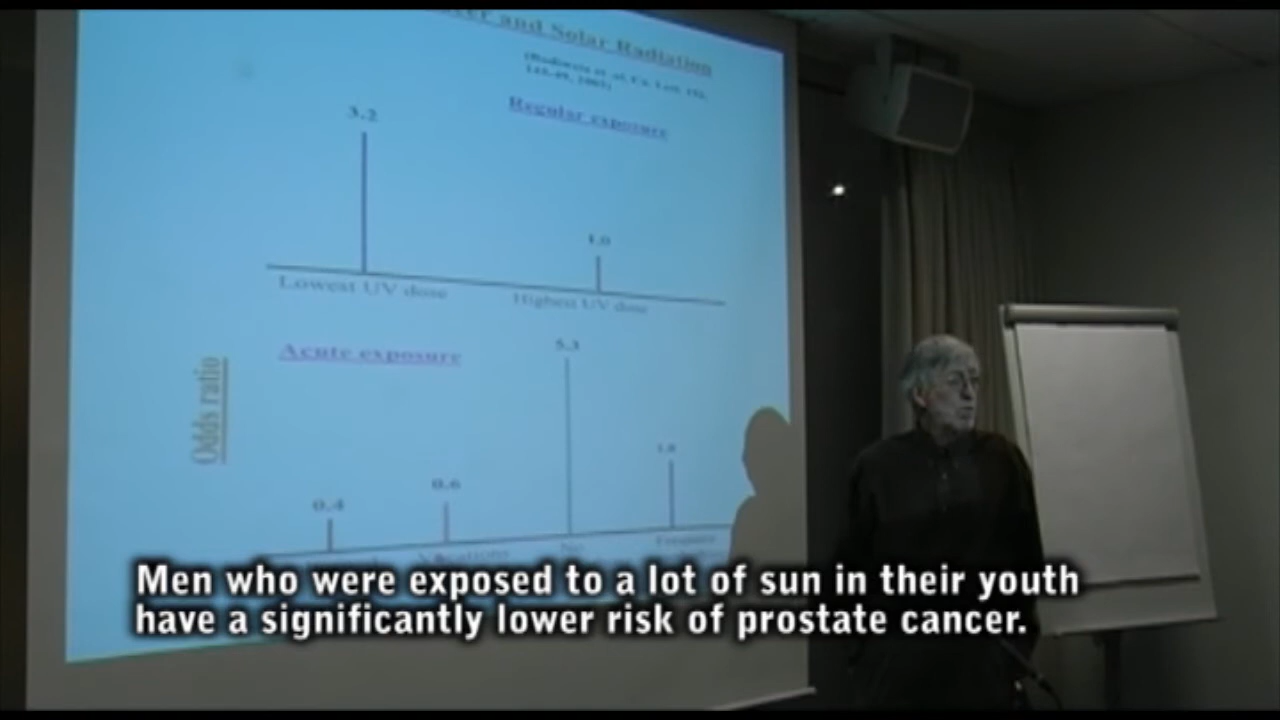 and Solar Radiation
Regular exposure
3.2
1.0
Lowest UV dose
Highest UV dose
Acute exposure
5.3
Odds ratio
0.4
0.6
Men who were exposed to a lot of sun in their youth
have a significantly lower risk of prostate cancer.